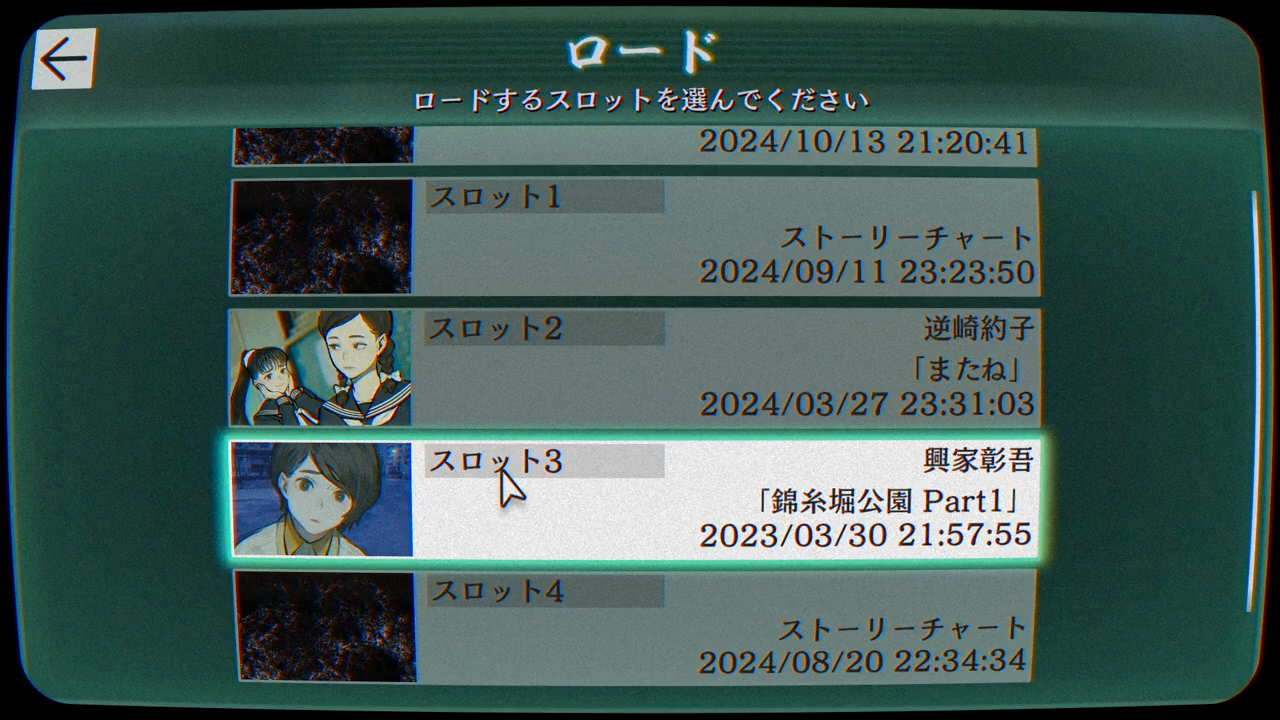 ロード
ロードするスロットを選んでください
2024/10/13 21:20:41
スロット1
ストーリーチャート
2024/09/11 23:23:50
スロット2
逆崎約子
「またね」
2024/03/27 23:31:03
スロット3
興家彰吾
「錦糸堀公園 Part1」
2023/03/30 21:57:55
スロット4
ストーリーチャート
2024/08/20 22:34:34